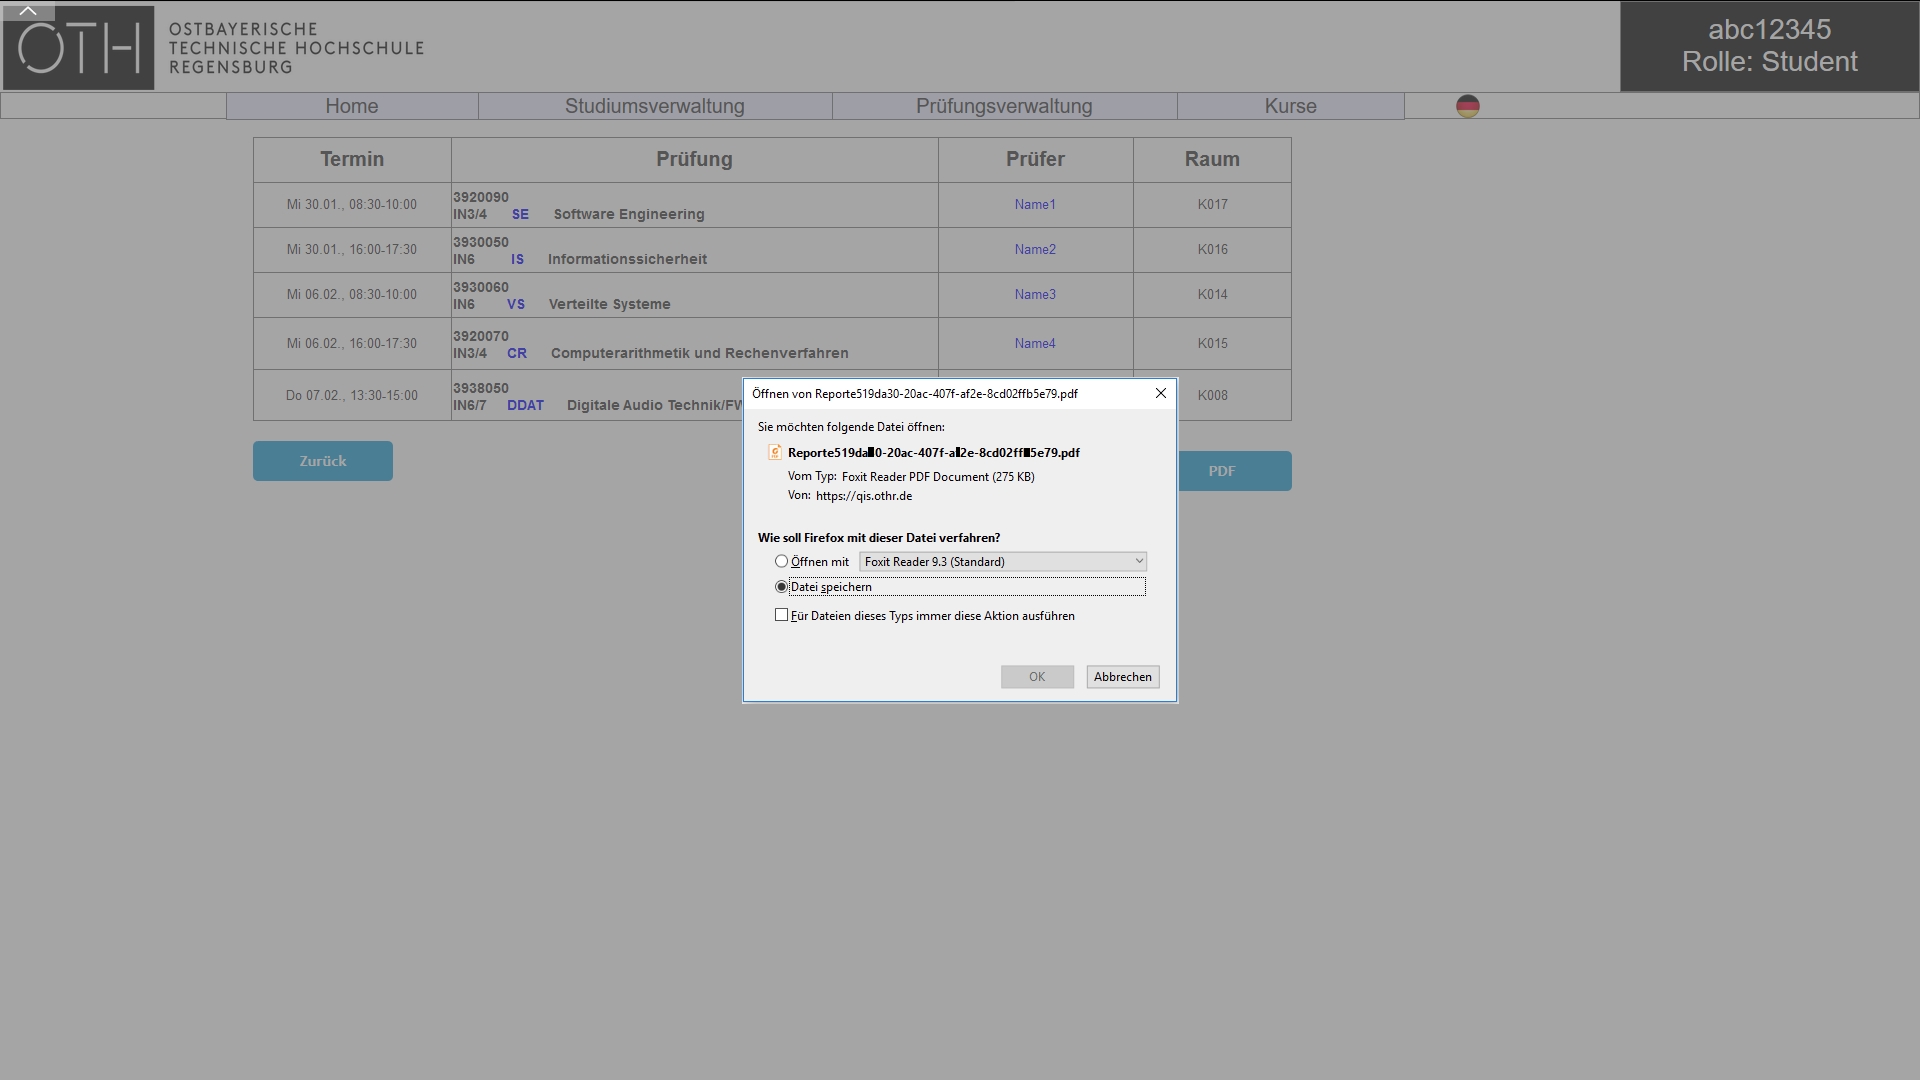 OTH
OSTBAYERISCHE
TECHNISCHE HOCHSCHULE
REGENSBURG
abc12345
Rolle: Student
Home Studiumsverwaltung Prüfungsverwaltung Kurse
Termin Prüfung Prüfer Raum
Mi 30.01., 08:30-10:00 3920090 Name1 K017
IN3/4 SE Software Engineering
Mi 30.01., 16:00-17:30 3930050 Name2 K016
IN6 IS Informationssicherheit
Mi 06.02., 08:30-10:00 3930060 Name3 K014
IN6 VS Verteilte Systeme
Mi 06.02., 16:00-17:30 3920070 Name4 K015
IN3/4 CR Computerarithmetik und Rechenverfahren
Do 07.02., 13:30-15:00 3938050 K008
IN6/7 DDAT Digitale Audio Technik/FW
Zurück
PDF
Öffnen von Reporte519da30-20ac-407f-af2e-8cd02ffb5e79.pdf
Sie möchten folgende Datei öffnen:
Reporte519da 0-20ac-407f-a 2e-8cd02ff 5e79.pdf
Vom Typ: Foxit Reader PDF Document (275 KB)
Von: https://qis.othr.de
Wie soll Firefox mit dieser Datei verfahren?
Öffnen mit Foxit Reader 9.3 (Standard)
Datei speichern
Für Dateien dieses Typs immer diese Aktion ausführen
OK Abbrechen